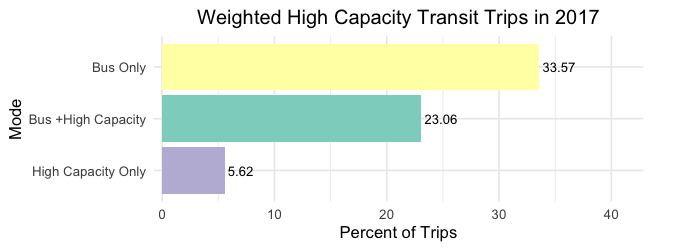 Weighted High Capacity Transit Trips in 2017
Mode
Bus Only
33.57
Bus +High Capacity
23.06
High Capacity Only
5.62
0 10 20 30 40
Percent of Trips